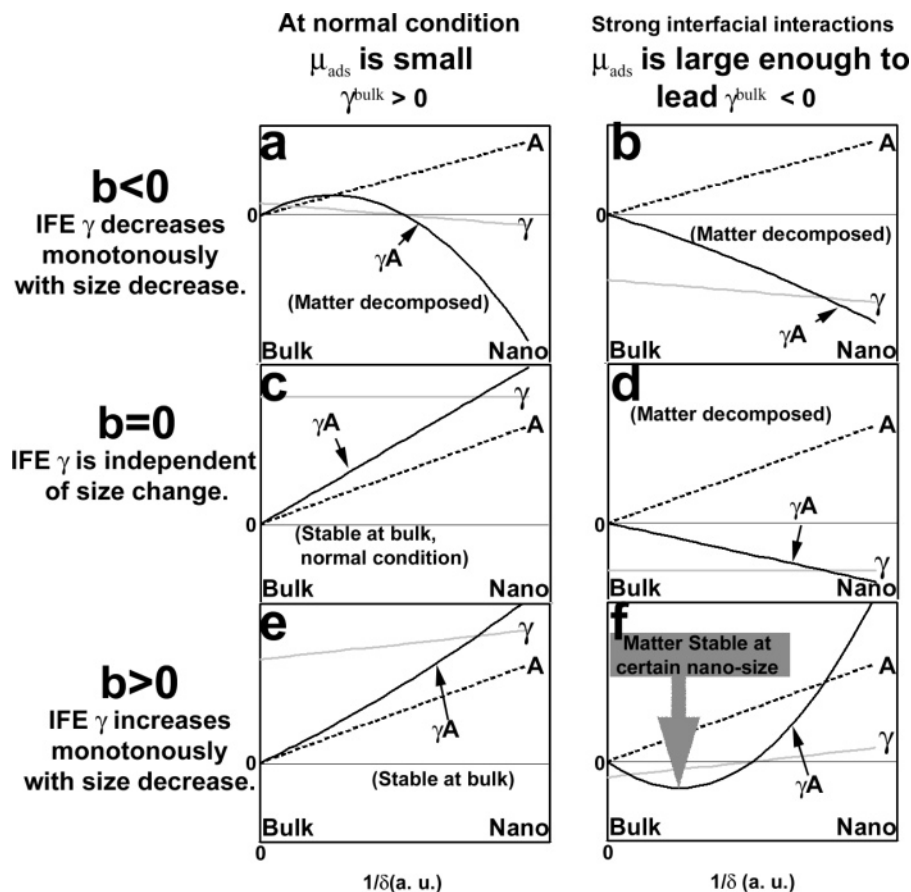 At normal condition
μads is small
γbulk > 0
Strong interfacial interactions
μads is large enough to
lead γbulk < 0
b<0
IFE γ decreases
monotonously
with size decrease.
a
A
0
γ
γA
(Matter decomposed)
Bulk
Nano
b
A
0
(Matter decomposed)
γ
γA
Bulk
Nano
b=0
IFE γ is independent
of size change.
c
γ
γA
A
0
(Stable at bulk,
normal condition)
Bulk
Nano
d
(Matter decomposed)
A
0
γA
γ
Bulk
Nano
b>0
IFE γ increases
monotonously
with size decrease.
e
γ
A
γA
0
(Stable at bulk)
Bulk
Nano
0
1/δ(a. u.)
f
Matter Stable at
certain nano-size
A
γ
0
γA
Bulk
Nano
0
1/δ(a. u.)